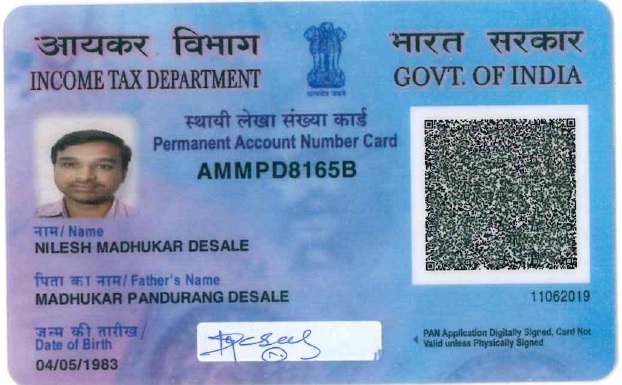 आयकर विभाग
INCOME TAX DEPARTMENT
भारत सरकार
GOVT. OF INDIA
सत्यमेव जयते
स्थायी लेखा संख्या कार्ड
Permanent Account Number Card
AMMPD8165B
नाम/ Name
NILESH MADHUKAR DESALE
पिता का नाम/ Father's Name
MADHUKAR PANDURANG DESALE
11062019
जन्म की तारीख/
Date of Birth
04/05/1983
PAN Application Digitally Signed, Card Not
Valid unless Physically Signed